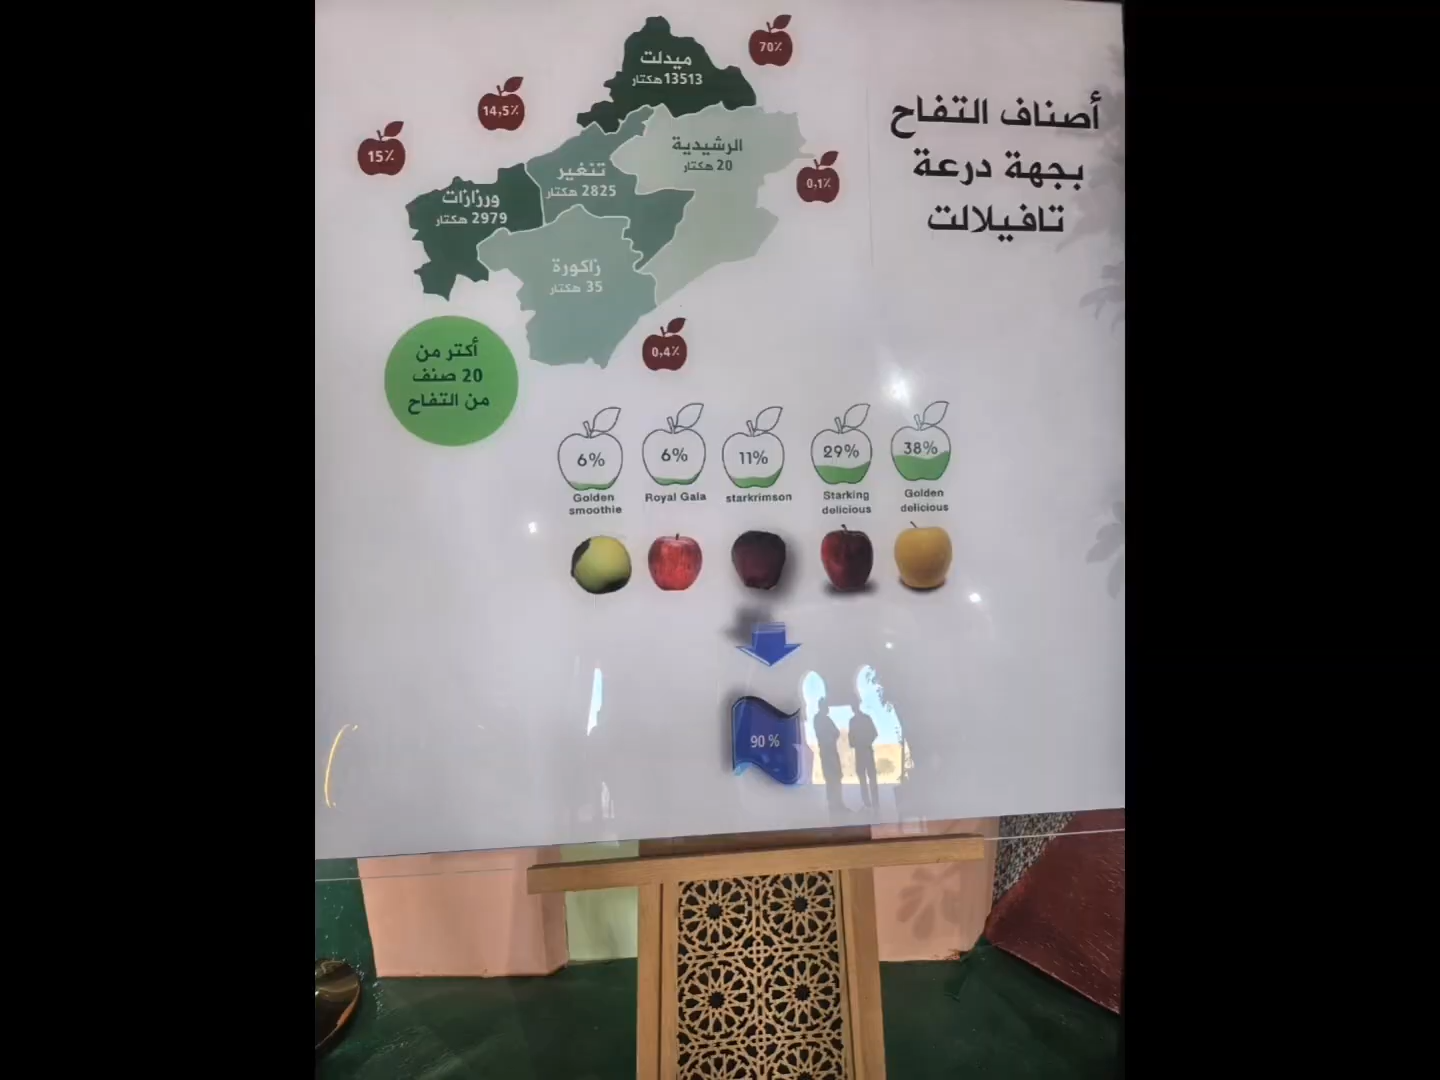 أصناف التفاح
بجهة درعة
تافيلالت
70٪
ميدلت
13513 هكتار
14,5٪
15٪
الرشيدية
20 هكتار
0,1٪
تنغير
2825 هكتار
ورزازات
2979 هكتار
زاكورة
35 هكتار
0,4٪
أكتر من
20 صنف
من التفاح
6%
Golden
smoothie
6%
Royal Gala
11%
starkrimson
29%
Starking
delicious
38%
Golden
delicious
90 %